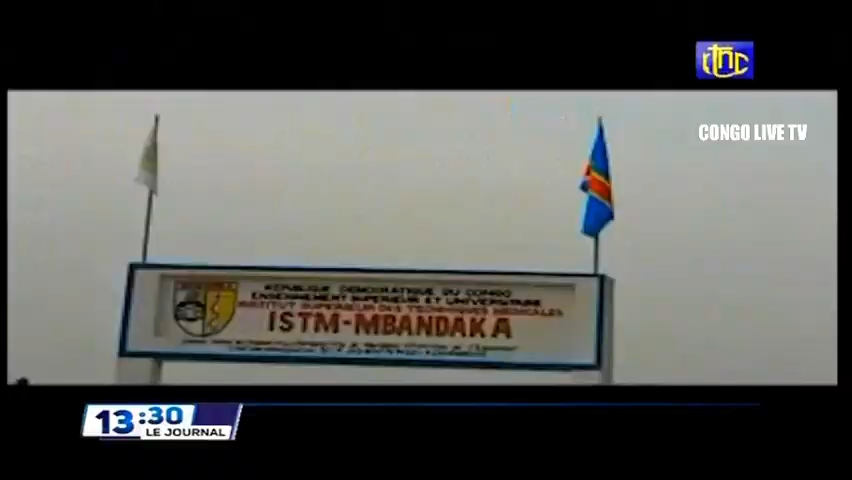 rtnc
CONGO LIVE TV
REPUBLIQUE DEMOCRATIQUE DU CONGO
ENSEIGNEMENT SUPERIEUR ET UNIVERSITAIRE
INSTITUT SUPERIEUR DES TECHNIQUES MEDICALES
ISTM-MBANDAKA
13:30
LE JOURNAL